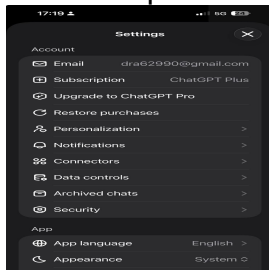 17:19
5G 24
Settings
Account
Email dra62990@gmail.com
Subscription ChatGPT Plus
Upgrade to ChatGPT Pro
Restore purchases
Personalization
Notifications
Connectors
Data controls
Archived chats
Security
App
App language English
Appearance System